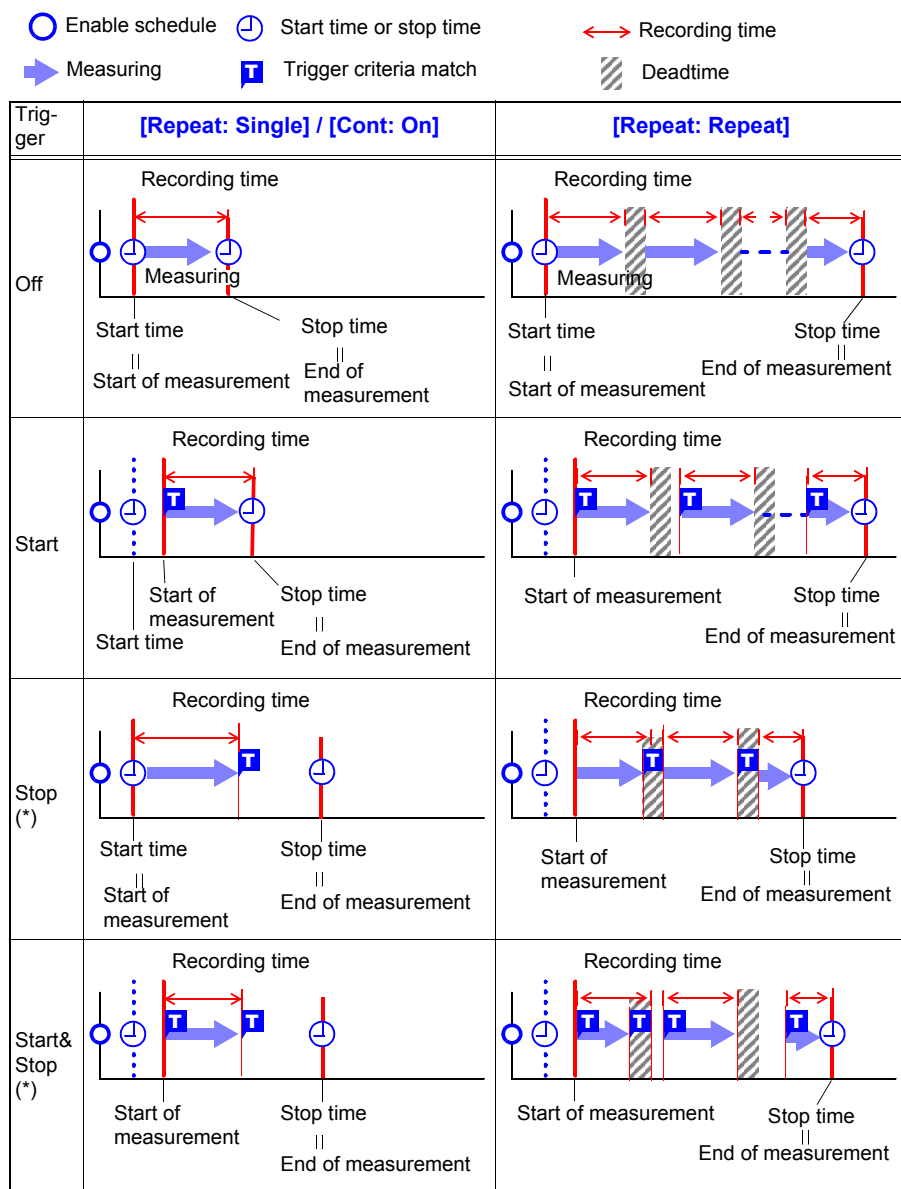 Enable schedule
Start time or stop time
Recording time
Measuring
T
Trigger criteria match
Deadtime
Trig-
ger
[Repeat: Single] / [Cont: On]
[Repeat: Repeat]
Off
Recording time
Measuring
Start time
Start of measurement
Stop time
End of
measurement
Recording time
Measuring
Start time
Start of measurement
Stop time
End of measurement
Start
Recording time
T
Start of
measurement
Start time
Stop time
End of measurement
Recording time
T
T
T
Start of measurement
Stop time
End of measurement
Stop
(*)
Recording time
T
Start time
Start of
measurement
Stop time
End of measurement
Recording time
T
T
Start of
measurement
Stop time
End of measurement
Start&
Stop
(*)
Recording time
T
T
Start of
measurement
Stop time
End of measurement
Recording time
T
T
T
T
Start of measurement
Stop time
End of measurement